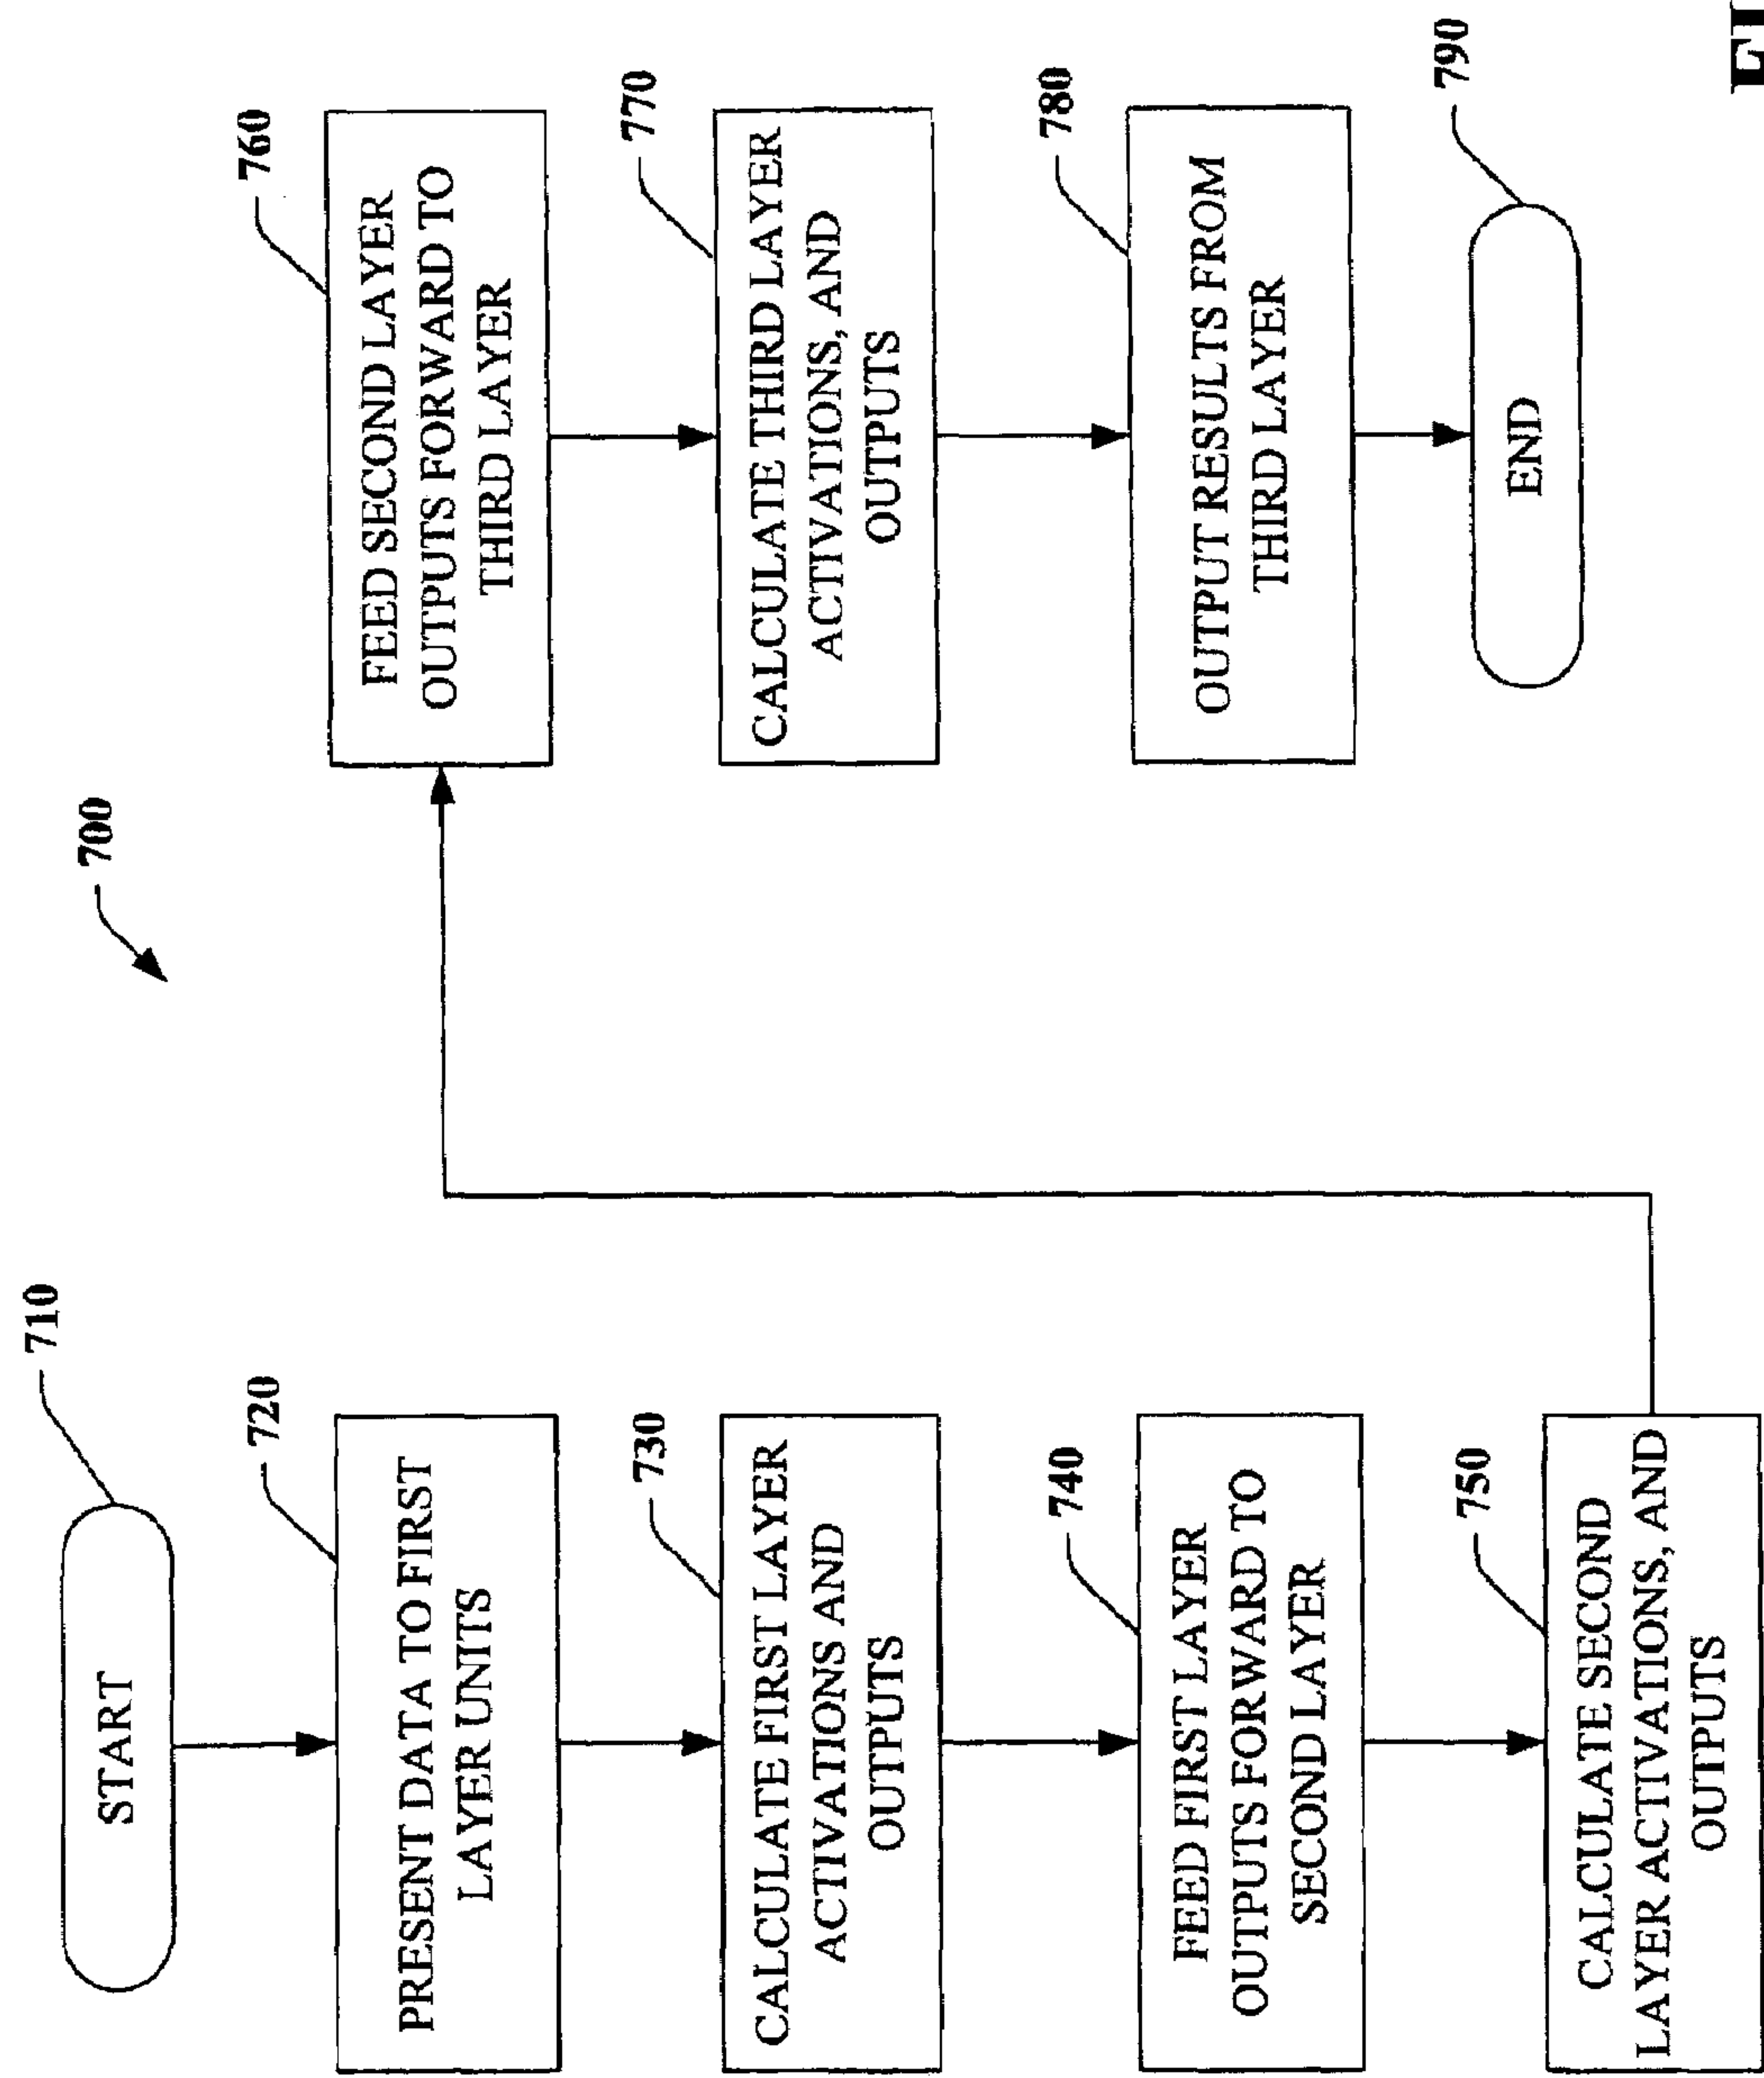 700
710
START
720
PRESENT DATA TO FIRST
LAYER UNITS
730
CALCULATE FIRST LAYER
ACTIVATIONS AND
OUTPUTS
740
FEED FIRST LAYER
OUTPUTS FORWARD TO
SECOND LAYER
750
CALCULATE SECOND
LAYER ACTIVATIONS, AND
OUTPUTS
760
FEED SECOND LAYER
OUTPUTS FORWARD TO
THIRD LAYER
770
CALCULATE THIRD LAYER
ACTIVATIONS, AND
OUTPUTS
780
OUTPUT RESULTS FROM
THIRD LAYER
790
END